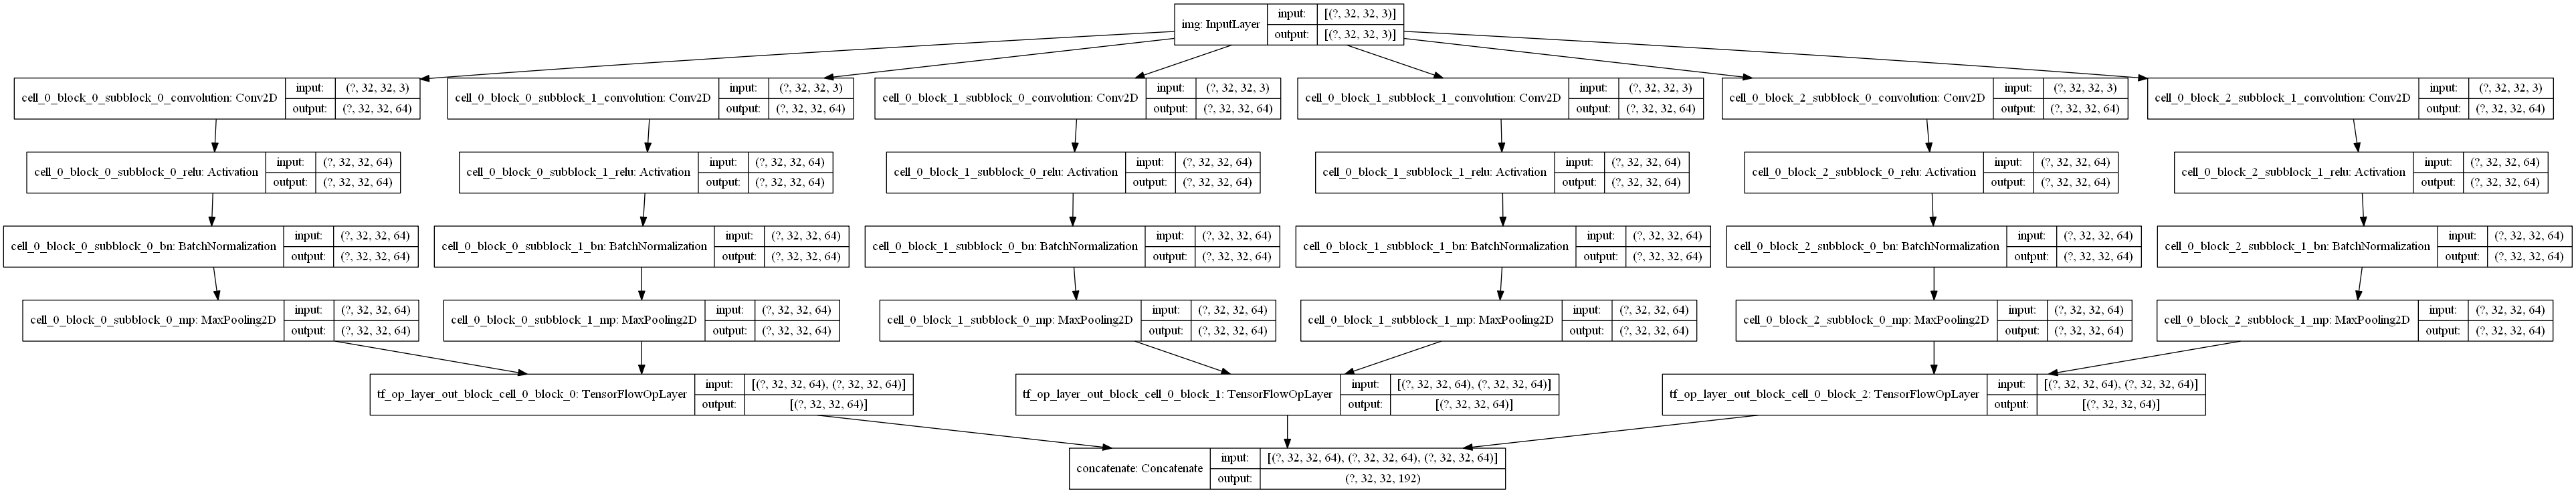 img: InputLayer input: [(?, 32, 32, 3)]
output: [(?, 32, 32, 3)]
cell_0_block_0_subblock_0_convolution: Conv2D input: (?, 32, 32, 3)
output: (?, 32, 32, 64)
cell_0_block_0_subblock_1_convolution: Conv2D input: (?, 32, 32, 3)
output: (?, 32, 32, 64)
cell_0_block_1_subblock_0_convolution: Conv2D input: (?, 32, 32, 3)
output: (?, 32, 32, 64)
cell_0_block_1_subblock_1_convolution: Conv2D input: (?, 32, 32, 3)
output: (?, 32, 32, 64)
cell_0_block_2_subblock_0_convolution: Conv2D input: (?, 32, 32, 3)
output: (?, 32, 32, 64)
cell_0_block_2_subblock_1_convolution: Conv2D input: (?, 32, 32, 3)
output: (?, 32, 32, 64)
cell_0_block_0_subblock_0_relu: Activation input: (?, 32, 32, 64)
output: (?, 32, 32, 64)
cell_0_block_0_subblock_1_relu: Activation input: (?, 32, 32, 64)
output: (?, 32, 32, 64)
cell_0_block_1_subblock_0_relu: Activation input: (?, 32, 32, 64)
output: (?, 32, 32, 64)
cell_0_block_1_subblock_1_relu: Activation input: (?, 32, 32, 64)
output: (?, 32, 32, 64)
cell_0_block_2_subblock_0_relu: Activation input: (?, 32, 32, 64)
output: (?, 32, 32, 64)
cell_0_block_2_subblock_1_relu: Activation input: (?, 32, 32, 64)
output: (?, 32, 32, 64)
cell_0_block_0_subblock_0_bn: BatchNormalization input: (?, 32, 32, 64)
output: (?, 32, 32, 64)
cell_0_block_0_subblock_1_bn: BatchNormalization input: (?, 32, 32, 64)
output: (?, 32, 32, 64)
cell_0_block_1_subblock_0_bn: BatchNormalization input: (?, 32, 32, 64)
output: (?, 32, 32, 64)
cell_0_block_1_subblock_1_bn: BatchNormalization input: (?, 32, 32, 64)
output: (?, 32, 32, 64)
cell_0_block_2_subblock_0_bn: BatchNormalization input: (?, 32, 32, 64)
output: (?, 32, 32, 64)
cell_0_block_2_subblock_1_bn: BatchNormalization input: (?, 32, 32, 64)
output: (?, 32, 32, 64)
cell_0_block_0_subblock_0_mp: MaxPooling2D input: (?, 32, 32, 64)
output: (?, 32, 32, 64)
cell_0_block_0_subblock_1_mp: MaxPooling2D input: (?, 32, 32, 64)
output: (?, 32, 32, 64)
cell_0_block_1_subblock_0_mp: MaxPooling2D input: (?, 32, 32, 64)
output: (?, 32, 32, 64)
cell_0_block_1_subblock_1_mp: MaxPooling2D input: (?, 32, 32, 64)
output: (?, 32, 32, 64)
cell_0_block_2_subblock_0_mp: MaxPooling2D input: (?, 32, 32, 64)
output: (?, 32, 32, 64)
cell_0_block_2_subblock_1_mp: MaxPooling2D input: (?, 32, 32, 64)
output: (?, 32, 32, 64)
tf_op_layer_out_block_cell_0_block_0: TensorFlowOpLayer input: [(?, 32, 32, 64), (?, 32, 32, 64)]
output: [(?, 32, 32, 64)]
tf_op_layer_out_block_cell_0_block_1: TensorFlowOpLayer input: [(?, 32, 32, 64), (?, 32, 32, 64)]
output: [(?, 32, 32, 64)]
tf_op_layer_out_block_cell_0_block_2: TensorFlowOpLayer input: [(?, 32, 32, 64), (?, 32, 32, 64)]
output: [(?, 32, 32, 64)]
concatenate: Concatenate input: [(?, 32, 32, 64), (?, 32, 32, 64), (?, 32, 32, 64)]
output: (?, 32, 32, 192)